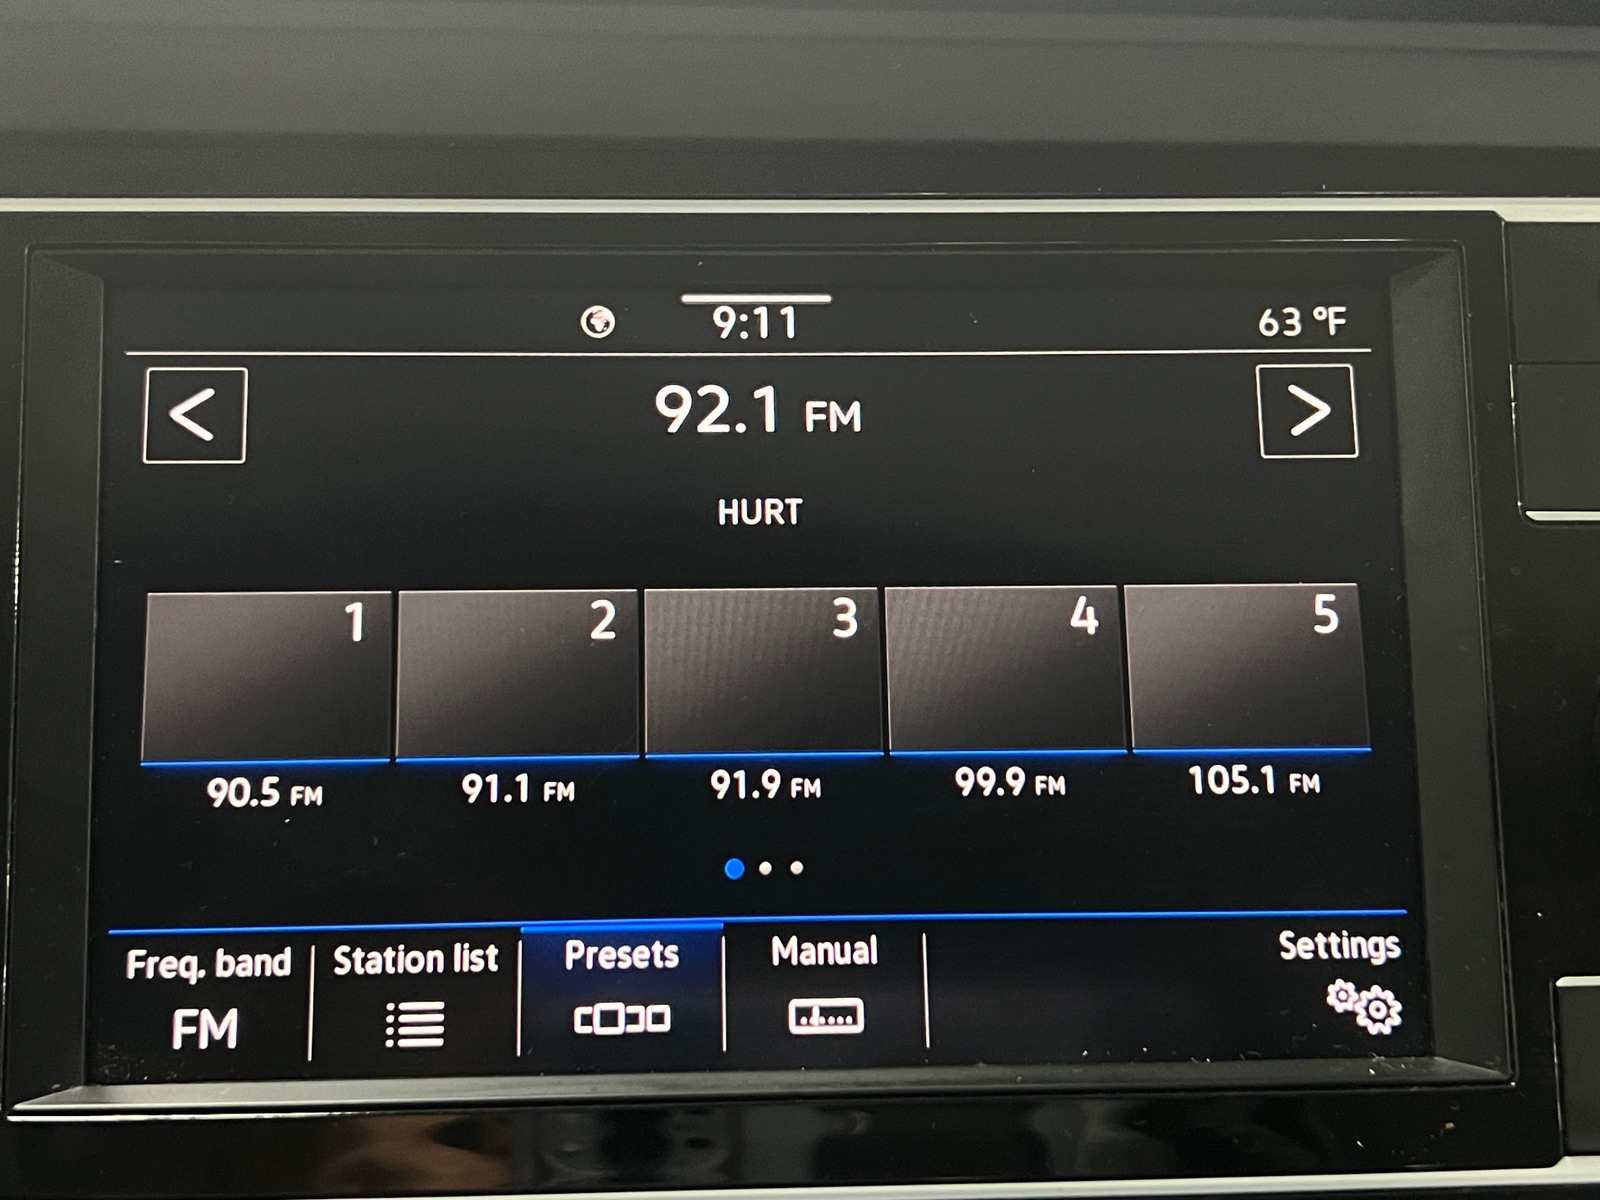 9:11
63 °F
<
92.1 FM
>
HURT
1 2 3 4 5
90.5 FM 91.1 FM 91.9 FM 99.9 FM 105.1 FM
Freq. band Station list Presets Manual Settings
FM